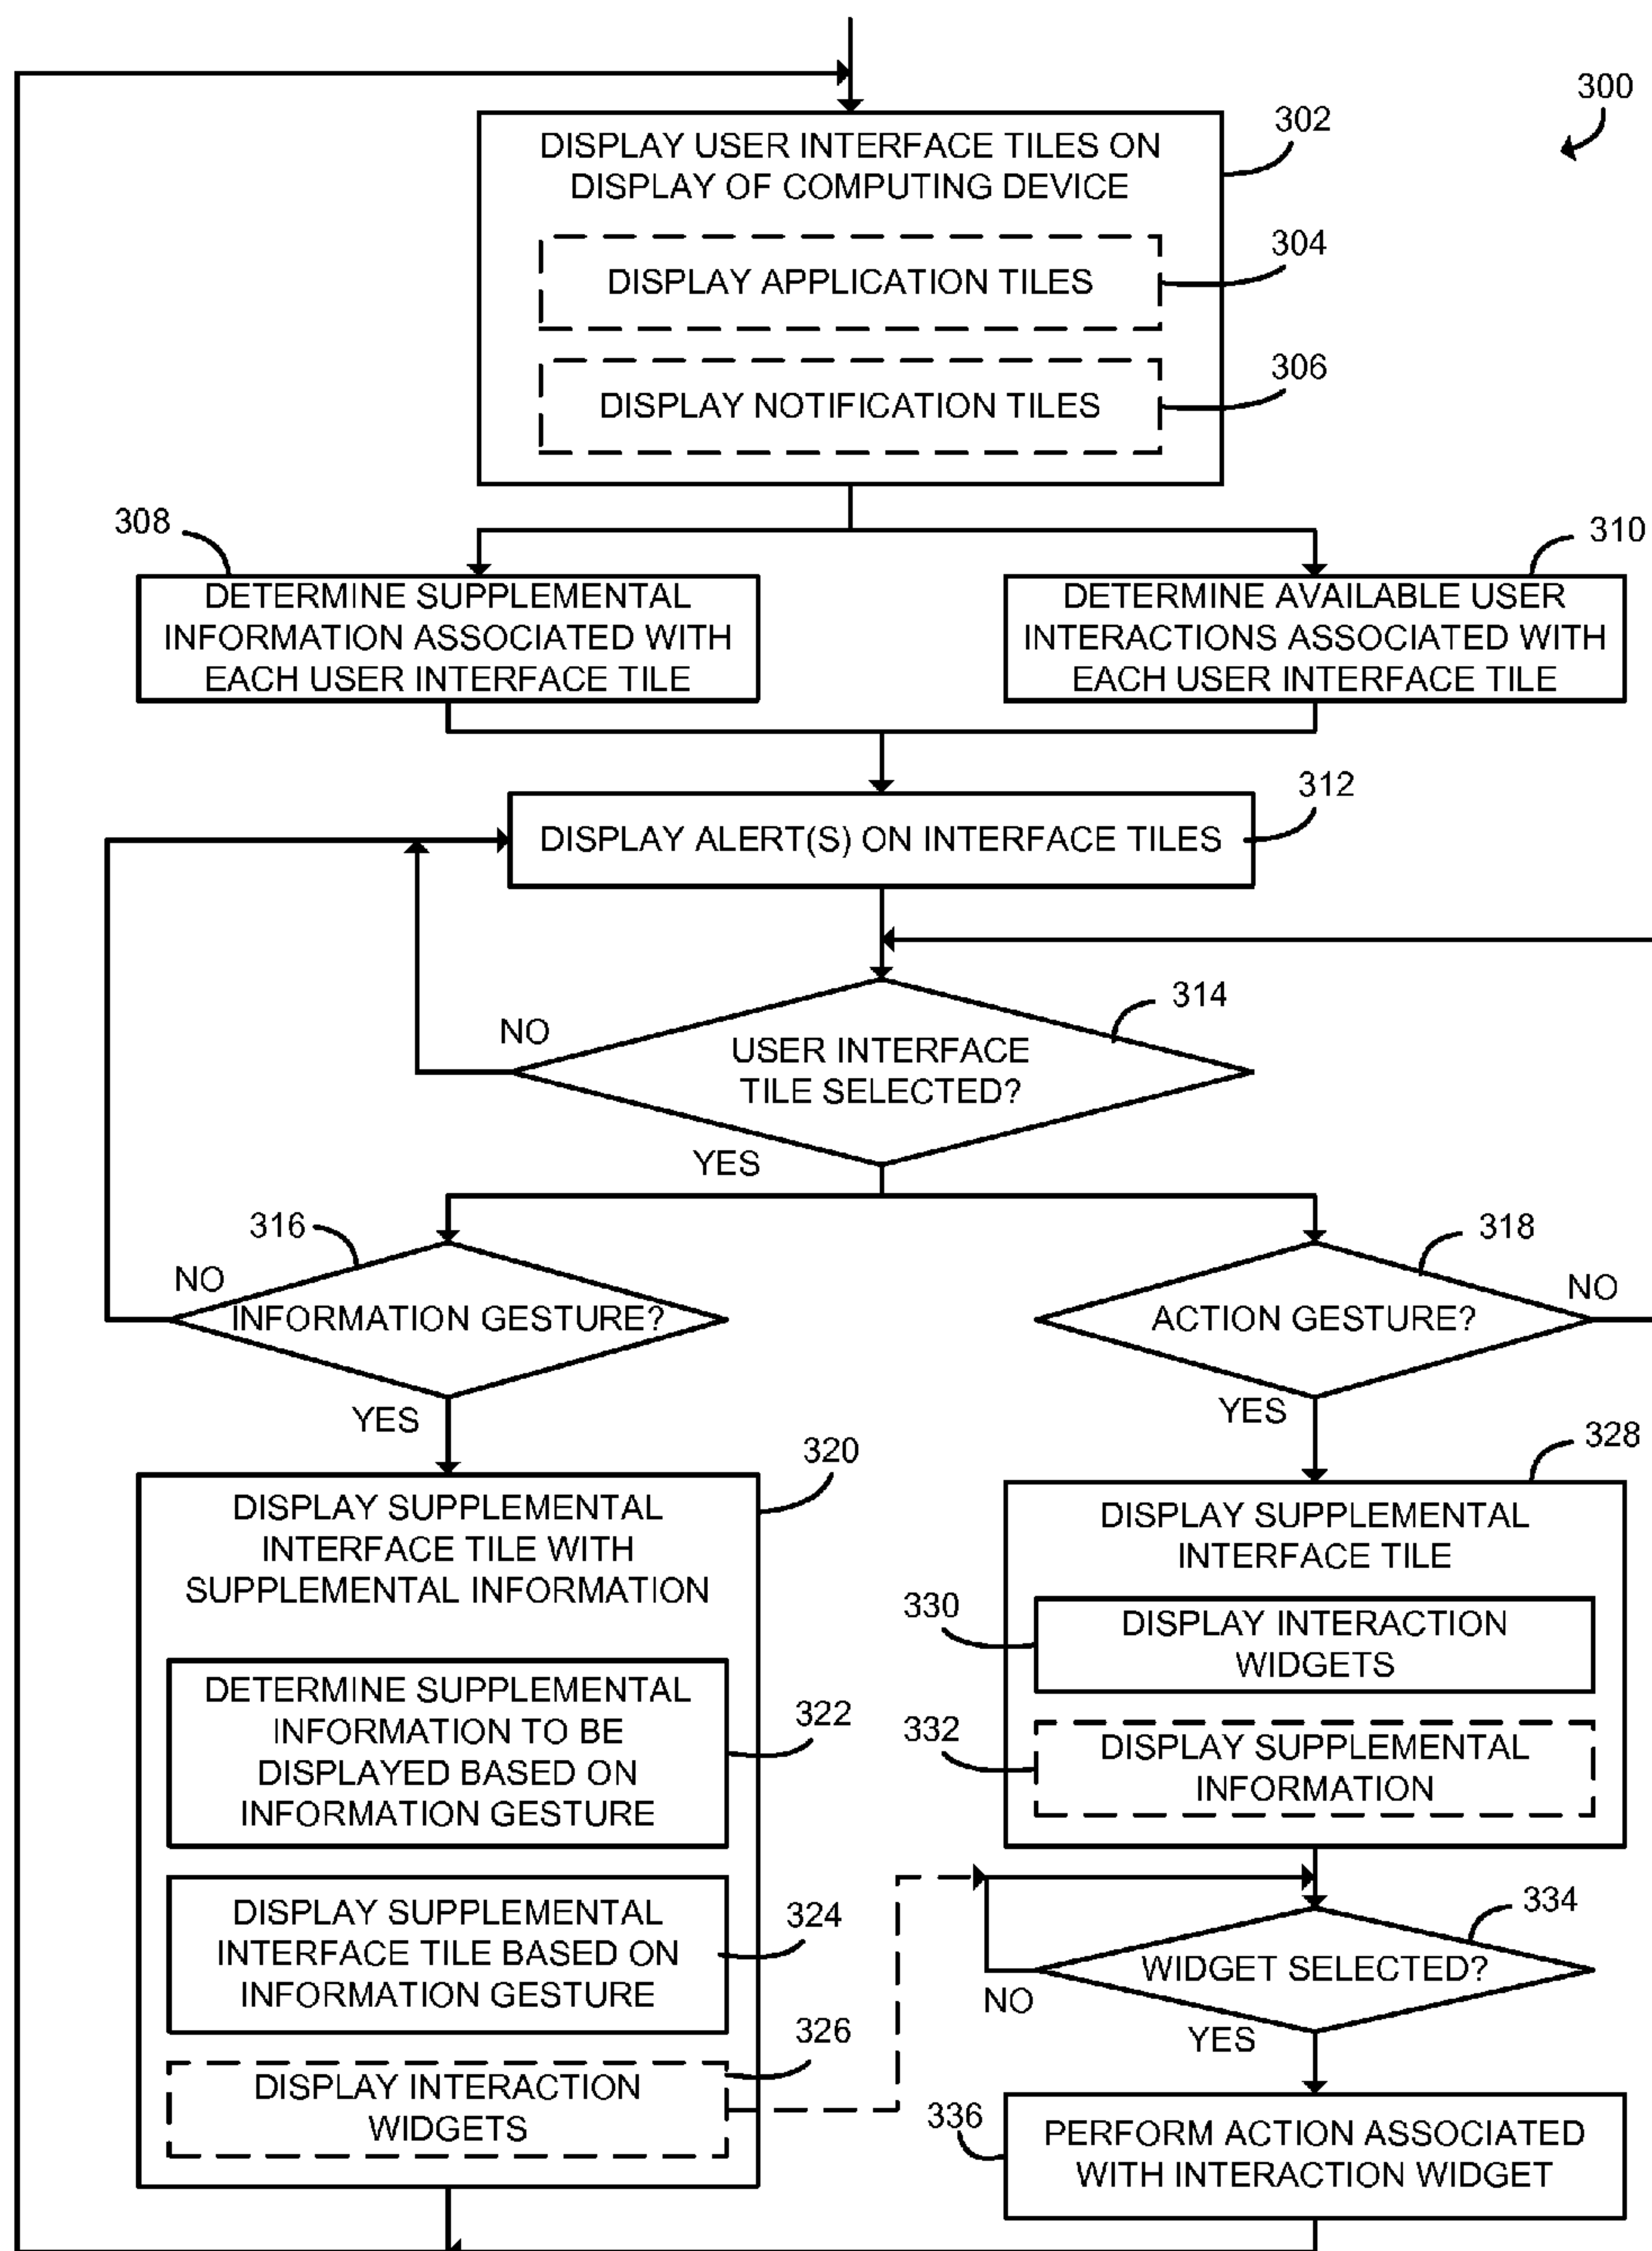 300
302
DISPLAY USER INTERFACE TILES ON
DISPLAY OF COMPUTING DEVICE
304
DISPLAY APPLICATION TILES
306
DISPLAY NOTIFICATION TILES
308
310
DETERMINE SUPPLEMENTAL
INFORMATION ASSOCIATED WITH
EACH USER INTERFACE TILE
DETERMINE AVAILABLE USER
INTERACTIONS ASSOCIATED WITH
EACH USER INTERFACE TILE
312
DISPLAY ALERT(S) ON INTERFACE TILES
314
NO
USER INTERFACE
TILE SELECTED?
YES
316
318
NO
INFORMATION GESTURE?
YES
ACTION GESTURE?
NO
YES
320
DISPLAY SUPPLEMENTAL
INTERFACE TILE WITH
SUPPLEMENTAL INFORMATION
322
DETERMINE SUPPLEMENTAL
INFORMATION TO BE
DISPLAYED BASED ON
INFORMATION GESTURE
324
DISPLAY SUPPLEMENTAL
INTERFACE TILE BASED ON
INFORMATION GESTURE
326
DISPLAY INTERACTION
WIDGETS
328
DISPLAY SUPPLEMENTAL
INTERFACE TILE
330
DISPLAY INTERACTION
WIDGETS
332
DISPLAY SUPPLEMENTAL
INFORMATION
334
WIDGET SELECTED?
NO
YES
336
PERFORM ACTION ASSOCIATED
WITH INTERACTION WIDGET